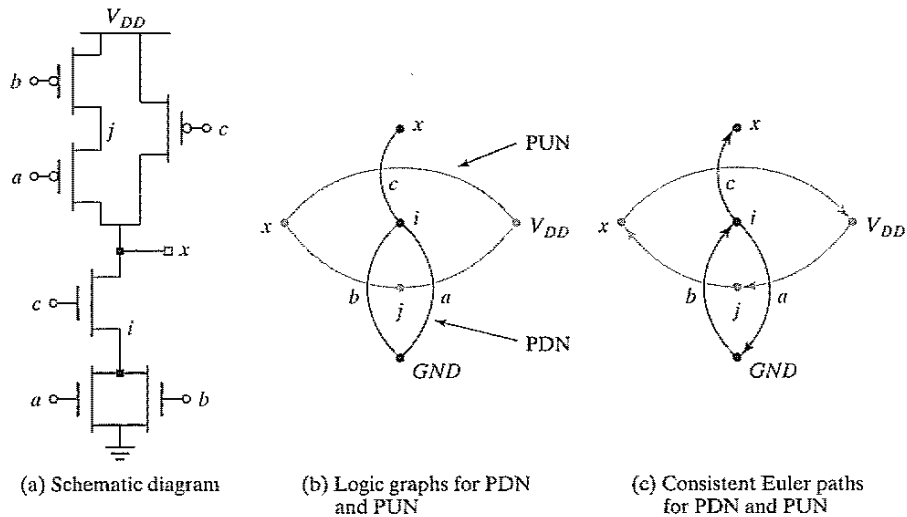 V_DD
b
j
c
a
x
c
i
a
b
(a) Schematic diagram
x
PUN
c
x
i
V_DD
b
j
a
PDN
GND
(b) Logic graphs for PDN
and PUN
x
c
x
i
V_DD
b
j
a
GND
(c) Consistent Euler paths
for PDN and PUN